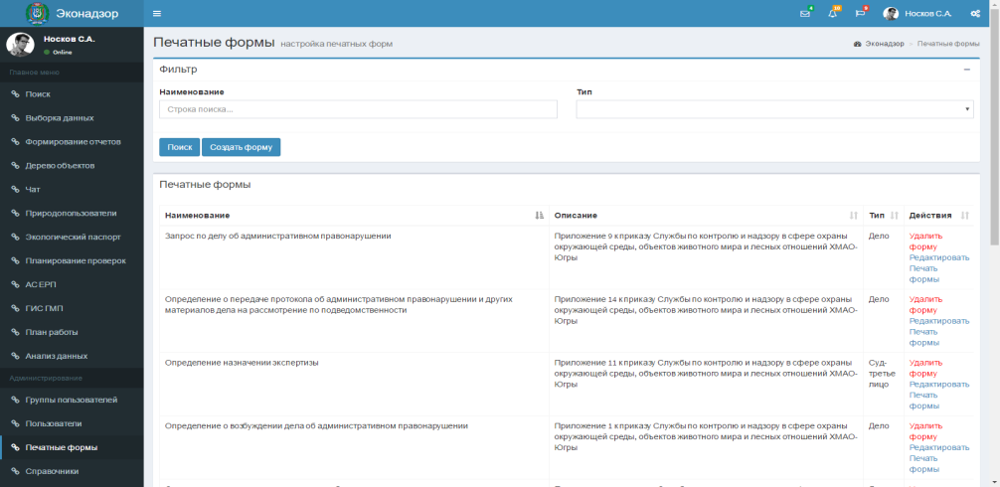 Эконадзор
4
10
9
Носков С.А.
Носков С.А.
Online
Главное меню
Поиск
Выборка данных
Формирование отчетов
Дерево объектов
Чат
Природопользователи
Экологический паспорт
Планирование проверок
АС ЕРП
ГИС ГМП
План работы
Анализ данных
Администрирование
Группы пользователей
Пользователи
Печатные формы
Справочники
Печатные формы настройка печатных форм
Эконадзор > Печатные формы
Фильтр
Наименование
Тип
Строка поиска...
Поиск
Создать форму
Печатные формы
Наименование Описание Тип Действия
Запрос по делу об административном правонарушении
Приложение 9 к приказу Службы по контролю и надзору в сфере охраны
окружающей среды, объектов животного мира и лесных отношений ХМАО-
Югры
Дело
Удалить
форму
Редактировать
Печать
формы
Определение о передаче протокола об административном правонарушении и других
материалов дела на рассмотрение по подведомственности
Приложение 14 к приказу Службы по контролю и надзору в сфере охраны
окружающей среды, объектов животного мира и лесных отношений ХМАО-
Югры
Дело
Удалить
форму
Редактировать
Печать
формы
Определение назначении экспертизы
Приложение 11 к приказу Службы по контролю и надзору в сфере охраны
окружающей среды, объектов животного мира и лесных отношений ХМАО-
Югры
Суд-
третье
лицо
Удалить
форму
Редактировать
Печать
формы
Определение о возбуждении дела об административном правонарушении
Приложение 1 к приказу Службы по контролю и надзору в сфере охраны
окружающей среды, объектов животного мира и лесных отношений ХМАО-
Югры
Дело
Удалить
форму
Редактировать
Печать
формы